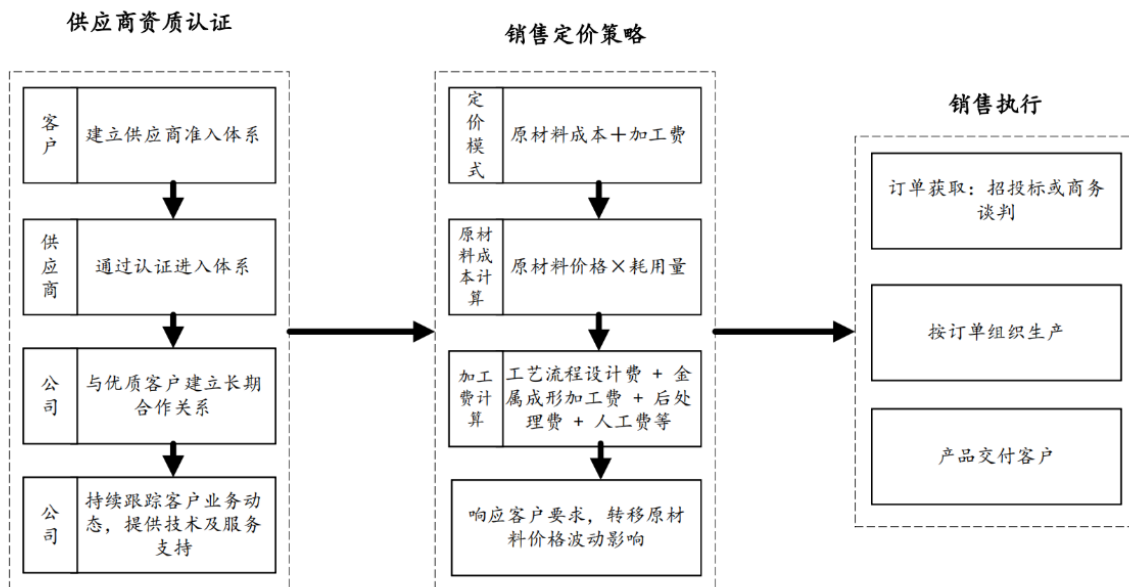 供应商资质认证
客户
建立供应商准入体系
供应商
通过认证进入体系
公司
与优质客户建立长期
合作关系
公司
持续跟踪客户业务动
态，提供技术及服务
支持
销售定价策略
定价模式
原材料成本＋加工费
原材
料成
本计
算
原材料价格×耗用量
加工
费计
算
工艺流程设计费 + 金
属成形加工费 + 后处
理费 + 人工费等
响应客户要求，转移原材
料价格波动影响
销售执行
订单获取：招投标或商务
谈判
按订单组织生产
产品交付客户